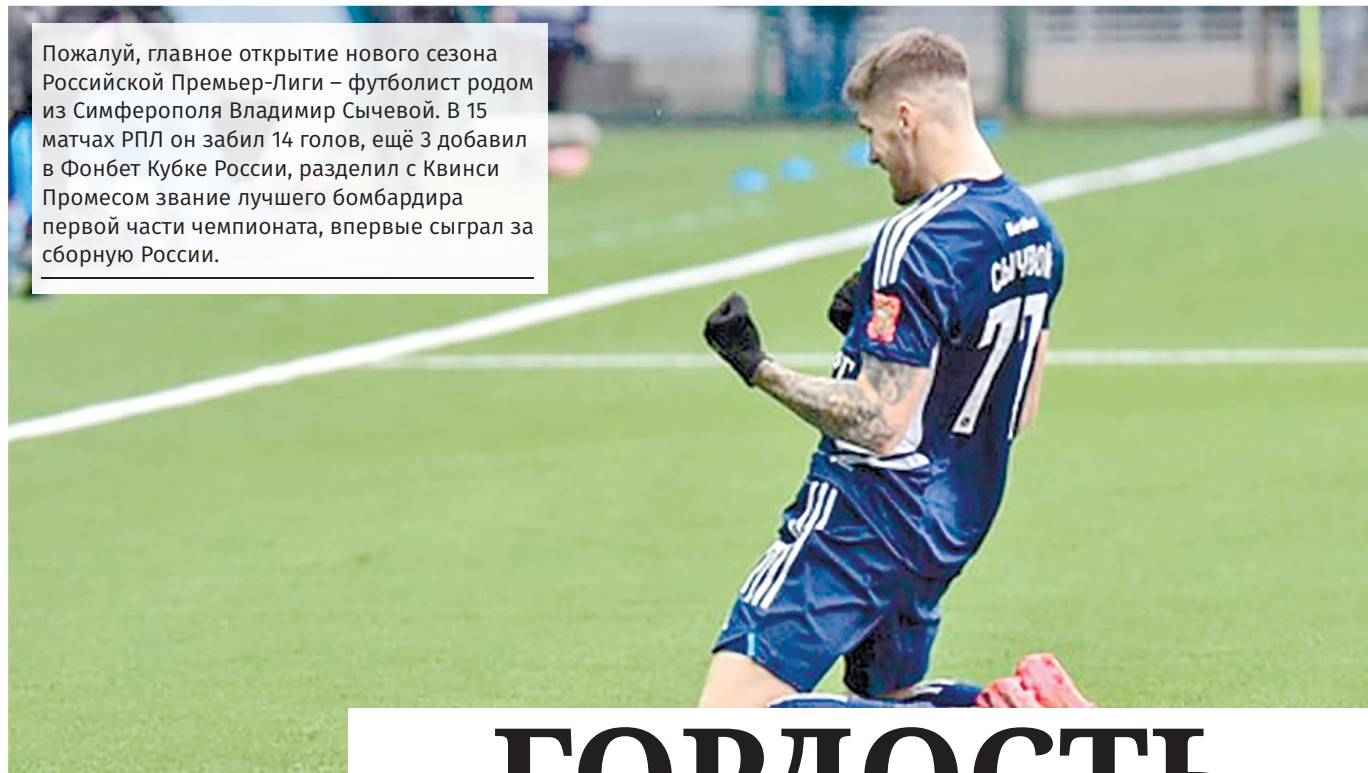 Пожалуй, главное открытие нового сезона
Российской Премьер-Лиги – футболист родом
из Симферополя Владимир Сычевой. В 15
матчах РПЛ он забил 14 голов, ещё 3 добавил
в Фонбет Кубке России, разделил с Квинси
Промесом звание лучшего бомбардира
первой части чемпионата, впервые сыграл за
сборную России.
СЫЧЕВОЙ
77
ГОРДОСТЬ